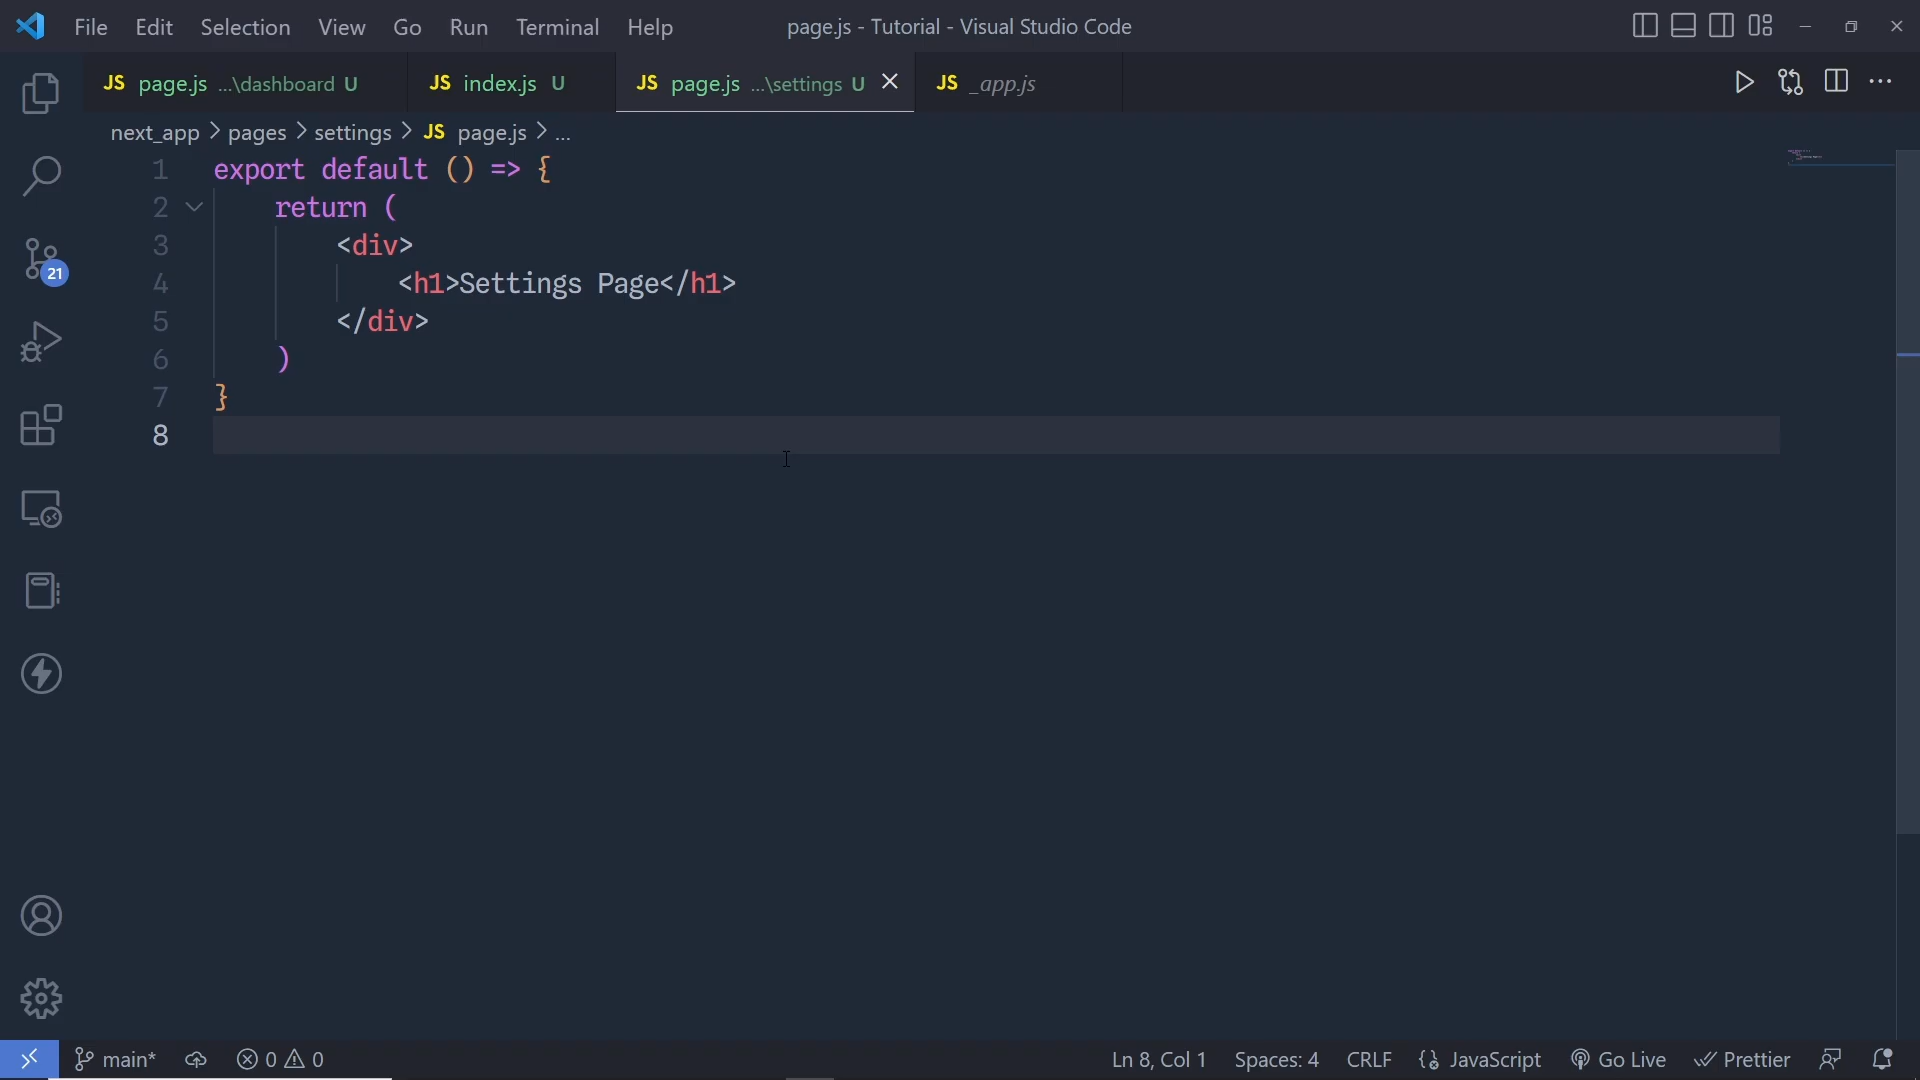 File Edit Selection View Go Run Terminal Help page.js - Tutorial - Visual Studio Code
JS page.js ...\dashboard U JS index.js U JS page.js ...\settings U JS _app.js
next_app > pages > settings > JS page.js > ...
1 export default () => {
2 return (
3 <div>
4 <h1>Settings Page</h1>
5 </div>
6 )
7 }
8
21
main* 0 0 Ln 8, Col 1 Spaces: 4 CRLF JavaScript Go Live Prettier